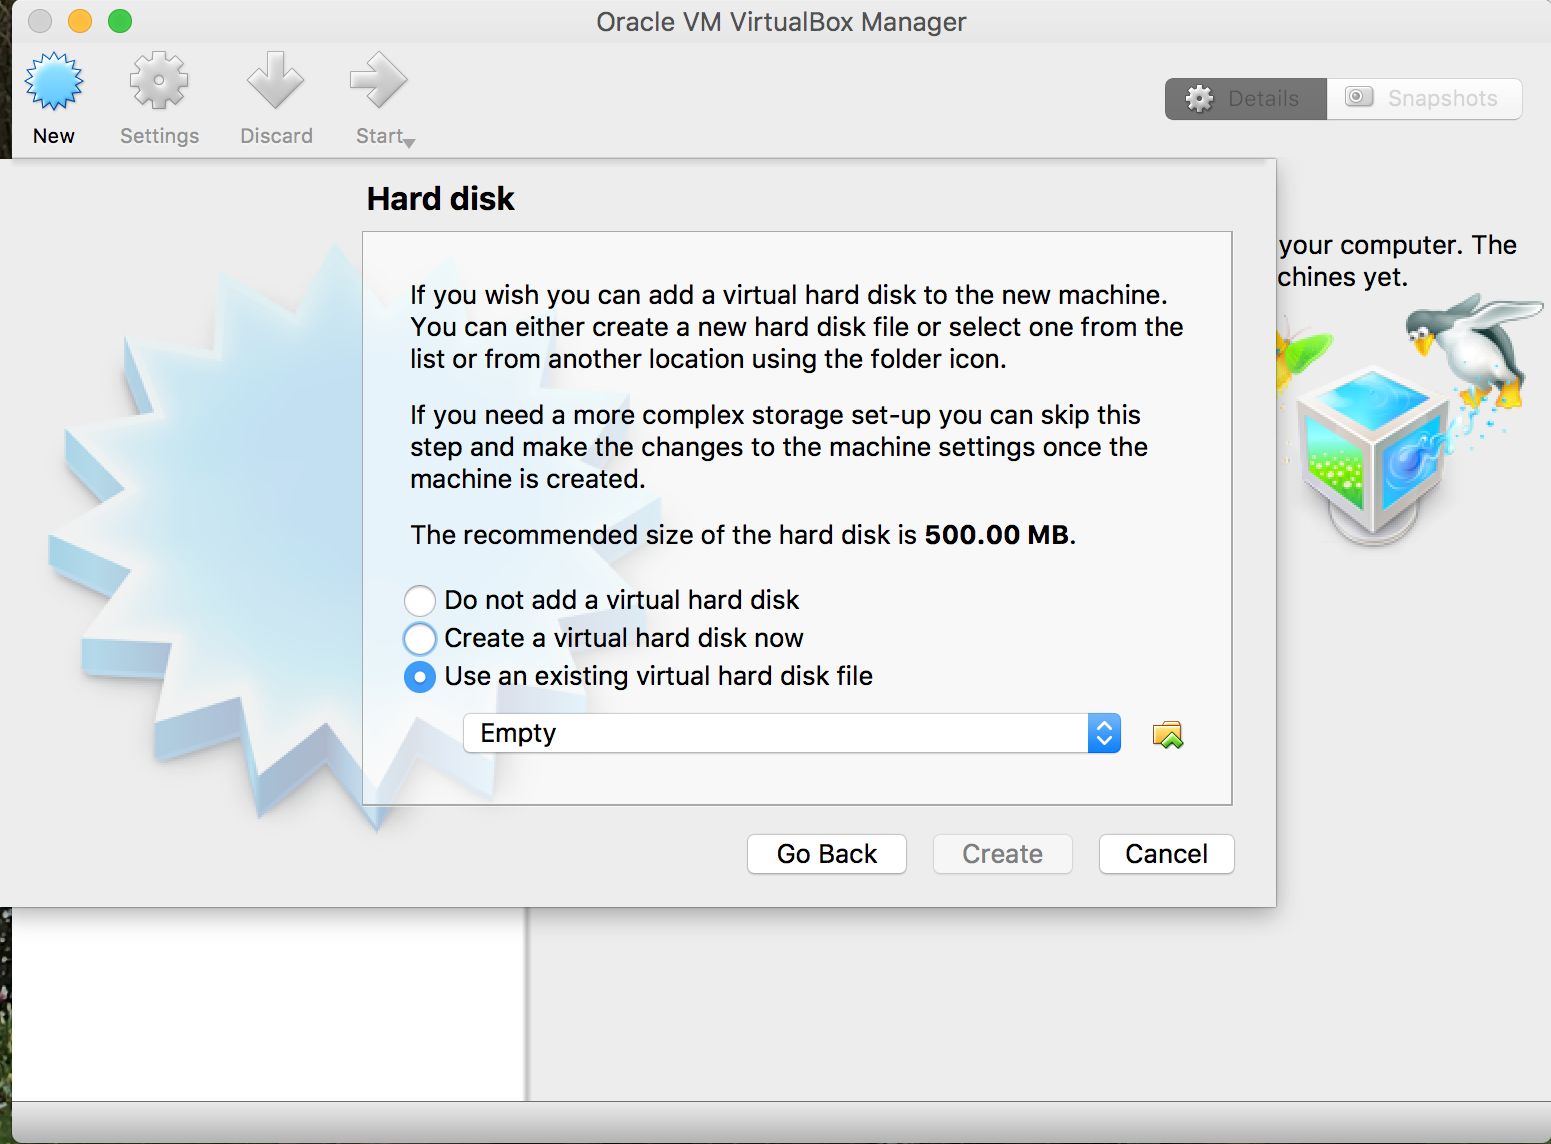 Oracle VM VirtualBox Manager
New
Settings
Discard
Start
Details
Snapshots
Hard disk
your computer. The
chines yet.
If you wish you can add a virtual hard disk to the new machine.
You can either create a new hard disk file or select one from the
list or from another location using the folder icon.
If you need a more complex storage set-up you can skip this
step and make the changes to the machine settings once the
machine is created.
The recommended size of the hard disk is 500.00 MB.
Do not add a virtual hard disk
Create a virtual hard disk now
Use an existing virtual hard disk file
Empty
Go Back
Create
Cancel